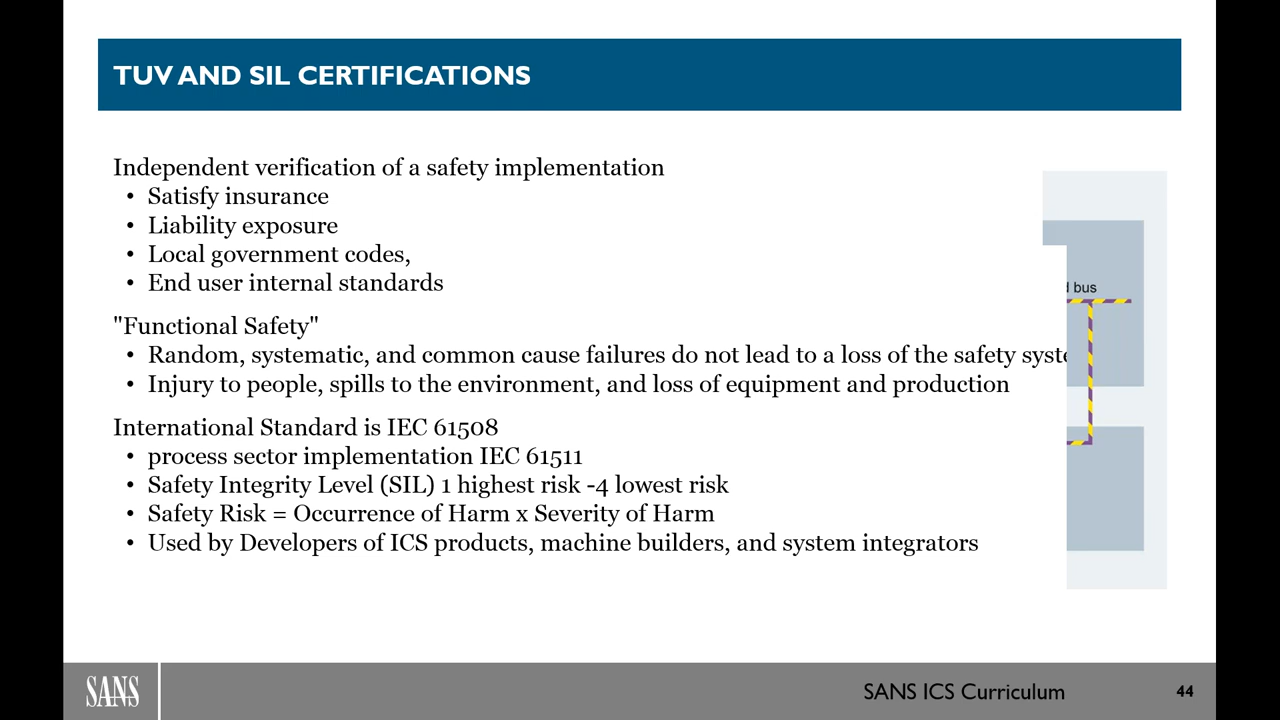 TUV AND SIL CERTIFICATIONS
Independent verification of a safety implementation
• Satisfy insurance
• Liability exposure
• Local government codes,
• End user internal standards
"Functional Safety"
• Random, systematic, and common cause failures do not lead to a loss of the safety syste
• Injury to people, spills to the environment, and loss of equipment and production
International Standard is IEC 61508
• process sector implementation IEC 61511
• Safety Integrity Level (SIL) 1 highest risk -4 lowest risk
• Safety Risk = Occurrence of Harm x Severity of Harm
• Used by Developers of ICS products, machine builders, and system integrators
d bus
SANS
SANS ICS Curriculum
44